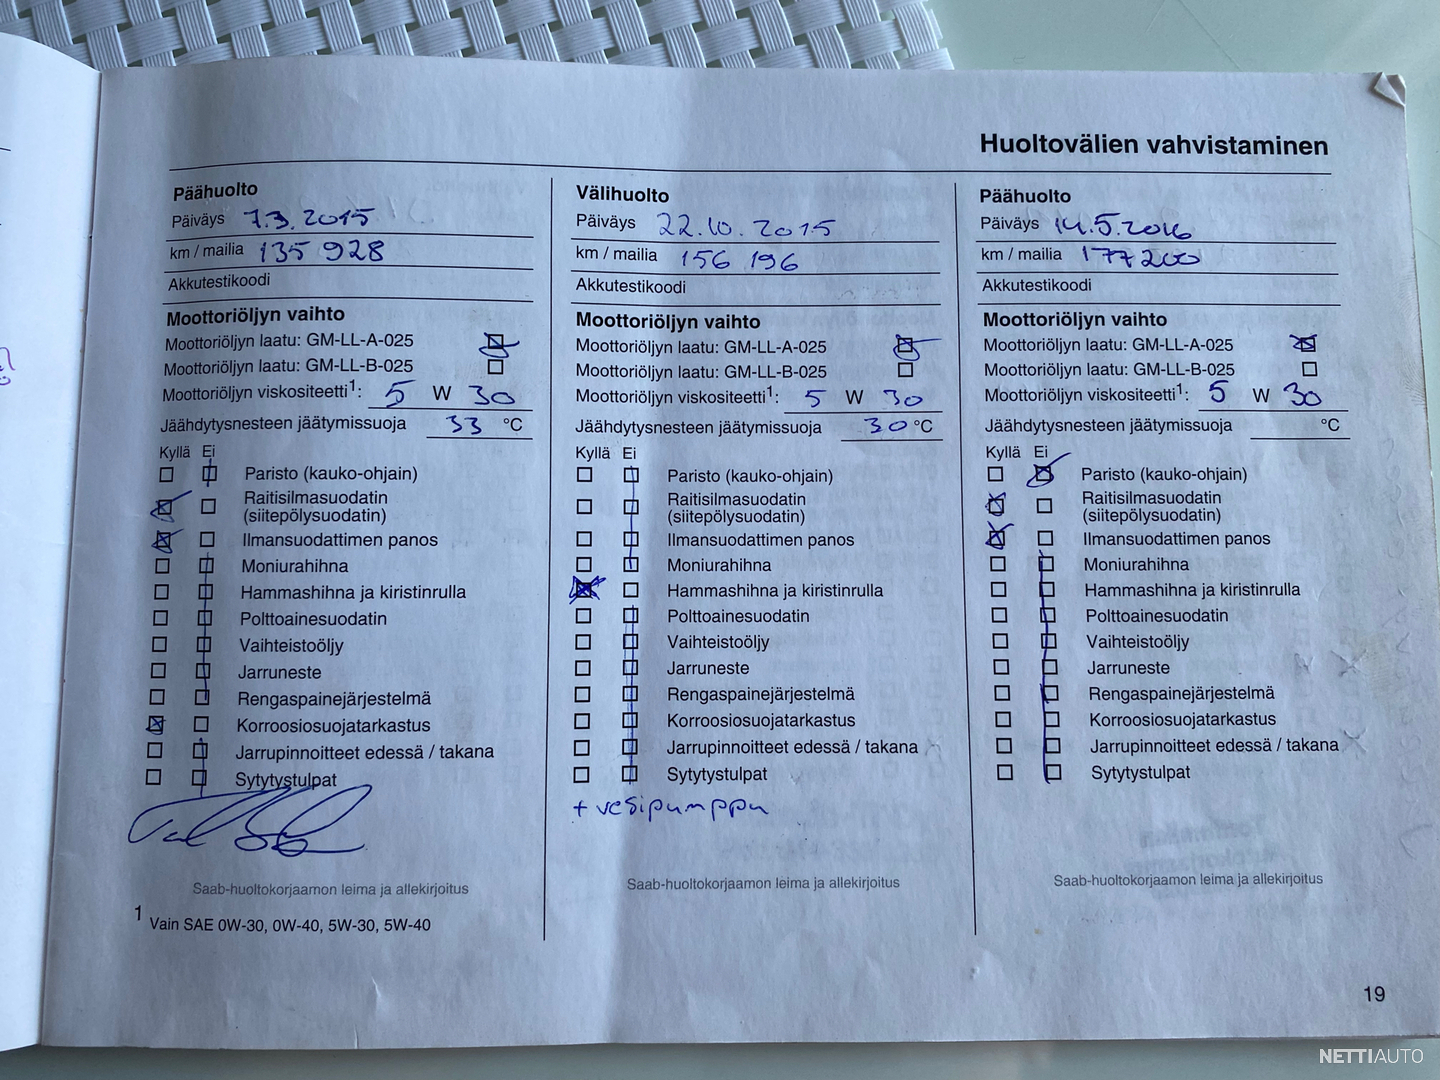 Huoltovälien vahvistaminen
Päähuolto
Päiväys 7.3.2015
km / mailia 135 928
Akkutestikoodi
Moottoriöljyn vaihto
Moottoriöljyn laatu: GM-LL-A-025
Moottoriöljyn laatu: GM-LL-B-025
Moottoriöljyn viskositeetti1: 5 W 30
Jäähdytysnesteen jäätymissuoja 33 °C
Kyllä Ei
Paristo (kauko-ohjain)
Raitisilmasuodatin
(siitepölysuodatin)
Ilmansuodattimen panos
Moniurahihna
Hammashihna ja kiristinrulla
Polttoainesuodatin
Vaihteistoöljy
Jarruneste
Rengaspainejärjestelmä
Korroosiosuojatarkastus
Jarrupinnoitteet edessä / takana
Sytytystulpat
Saab-huoltokorjaamon leima ja allekirjoitus
1 Vain SAE 0W-30, 0W-40, 5W-30, 5W-40
Välihuolto
Päiväys 22.10.2015
km / mailia 156 196
Akkutestikoodi
Moottoriöljyn vaihto
Moottoriöljyn laatu: GM-LL-A-025
Moottoriöljyn laatu: GM-LL-B-025
Moottoriöljyn viskositeetti1: 5 W 30
Jäähdytysnesteen jäätymissuoja 30 °C
Kyllä Ei
Paristo (kauko-ohjain)
Raitisilmasuodatin
(siitepölysuodatin)
Ilmansuodattimen panos
Moniurahihna
Hammashihna ja kiristinrulla
Polttoainesuodatin
Vaihteistoöljy
Jarruneste
Rengaspainejärjestelmä
Korroosiosuojatarkastus
Jarrupinnoitteet edessä / takana
Sytytystulpat
+ vesipumppu
Saab-huoltokorjaamon leima ja allekirjoitus
Päähuolto
Päiväys 14.5.2016
km / mailia 177200
Akkutestikoodi
Moottoriöljyn vaihto
Moottoriöljyn laatu: GM-LL-A-025
Moottoriöljyn laatu: GM-LL-B-025
Moottoriöljyn viskositeetti1: 5 W 30
Jäähdytysnesteen jäätymissuoja °C
Kyllä Ei
Paristo (kauko-ohjain)
Raitisilmasuodatin
(siitepölysuodatin)
Ilmansuodattimen panos
Moniurahihna
Hammashihna ja kiristinrulla
Polttoainesuodatin
Vaihteistoöljy
Jarruneste
Rengaspainejärjestelmä
Korroosiosuojatarkastus
Jarrupinnoitteet edessä / takana
Sytytystulpat
Saab-huoltokorjaamon leima ja allekirjoitus
19
NETTIAUTO